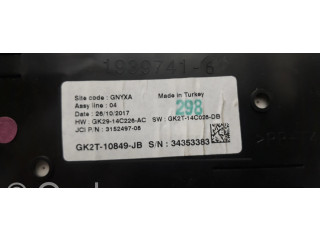 Site code : GNYXA
Made in Turkey
Assy line : 04
Date : 26/10/2017
298
HW : GK29-14C226-AC SW : GK2T-14C026-DB
JCI P/N : 3152497-08
GK2T-10849-JB S/N : 34353383